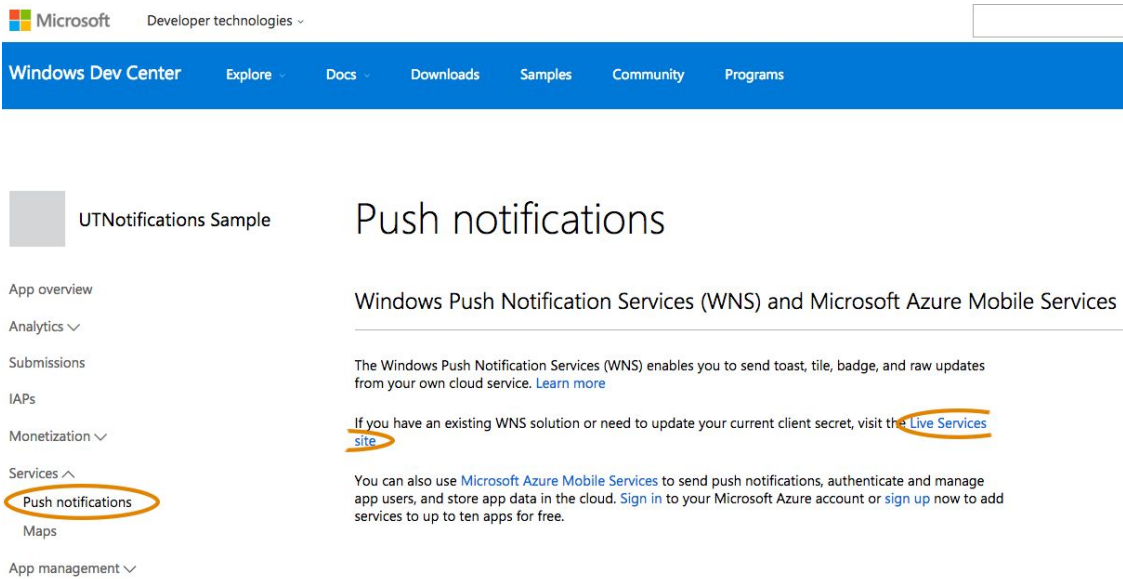 Microsoft Developer technologies
Windows Dev Center Explore Docs Downloads Samples Community Programs
UTNotifications Sample
Push notifications
App overview
Analytics
Submissions
IAPs
Monetization
Services
Push notifications
Maps
App management
Windows Push Notification Services (WNS) and Microsoft Azure Mobile Services
The Windows Push Notification Services (WNS) enables you to send toast, tile, badge, and raw updates
from your own cloud service. Learn more
If you have an existing WNS solution or need to update your current client secret, visit the Live Services
site
You can also use Microsoft Azure Mobile Services to send push notifications, authenticate and manage
app users, and store app data in the cloud. Sign in to your Microsoft Azure account or sign up now to add
services to up to ten apps for free.